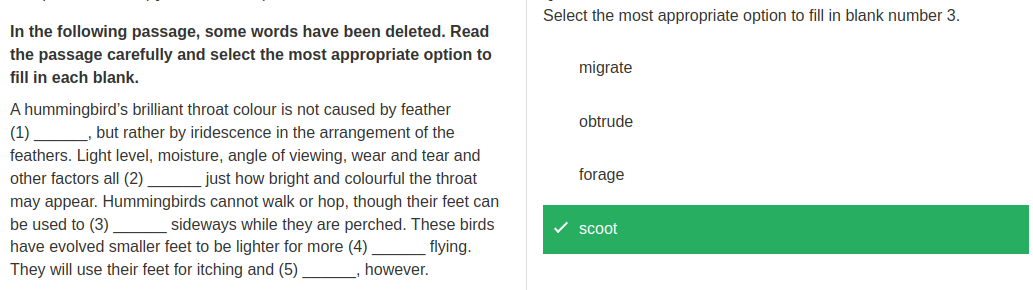 In the following passage, some words have been deleted. Read
the passage carefully and select the most appropriate option to
fill in each blank.
A hummingbird’s brilliant throat colour is not caused by feather
(1) ______, but rather by iridescence in the arrangement of the
feathers. Light level, moisture, angle of viewing, wear and tear and
other factors all (2) ______ just how bright and colourful the throat
may appear. Hummingbirds cannot walk or hop, though their feet can
be used to (3) ______ sideways while they are perched. These birds
have evolved smaller feet to be lighter for more (4) ______ flying.
They will use their feet for itching and (5) ______, however.
Select the most appropriate option to fill in blank number 3.
migrate
obtrude
forage
scoot